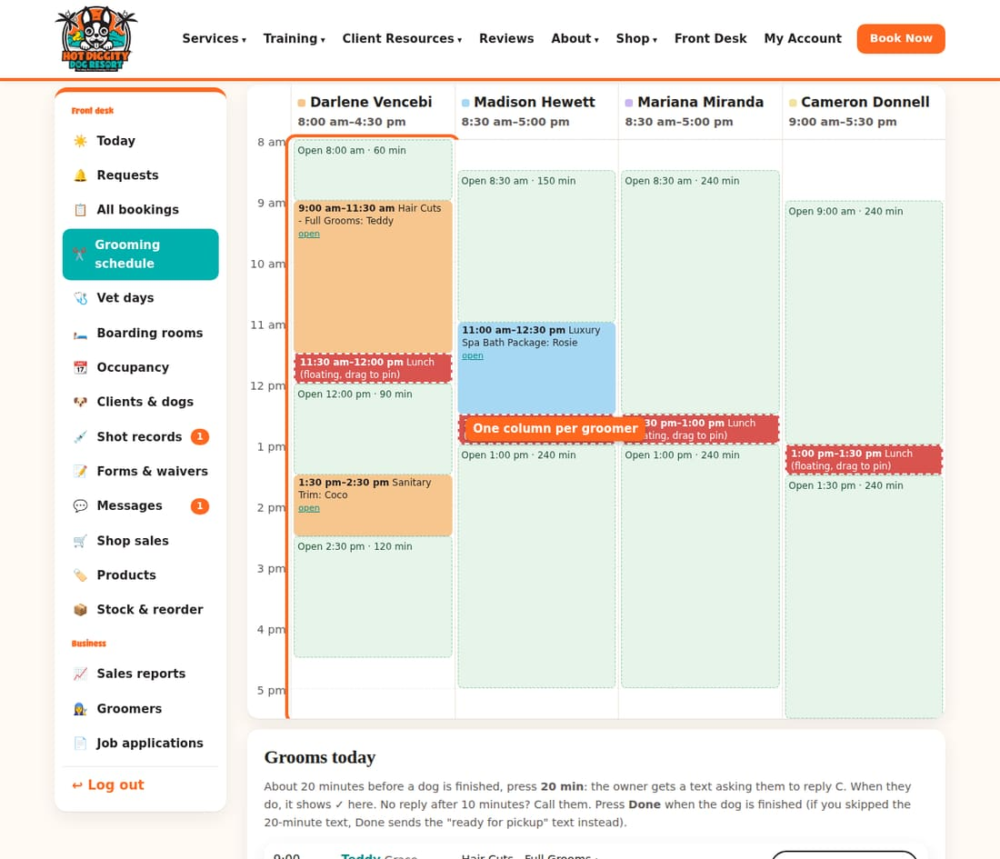 HOT DIGGITY
DOG RESORT
Services ▾ Training ▾ Client Resources ▾ Reviews About ▾ Shop ▾ Front Desk My Account Book Now
Front desk
Today
Requests
All bookings
Grooming
schedule
Vet days
Boarding rooms
Occupancy
Clients & dogs
Shot records 1
Forms & waivers
Messages 1
Shop sales
Products
Stock & reorder
Business
Sales reports
Groomers
Job applications
↩ Log out
Darlene Vencebi
8:00 am–4:30 pm
Madison Hewett
8:30 am–5:00 pm
Mariana Miranda
8:30 am–5:00 pm
Cameron Donnell
9:00 am–5:30 pm
8 am
9 am
10 am
11 am
12 pm
1 pm
2 pm
3 pm
4 pm
5 pm
Open 8:00 am · 60 min
9:00 am–11:30 am Hair Cuts
- Full Grooms: Teddy
open
11:30 am–12:00 pm Lunch
(floating, drag to pin)
Open 12:00 pm · 90 min
1:30 pm–2:30 pm Sanitary
Trim: Coco
open
Open 2:30 pm · 120 min
Open 8:30 am · 150 min
11:00 am–12:30 pm Luxury
Spa Bath Package: Rosie
open
One column per groomer
Open 1:00 pm · 240 min
Open 8:30 am · 240 min
30 pm–1:00 pm Lunch
drag to pin)
Open 1:00 pm · 240 min
Open 9:00 am · 240 min
1:00 pm–1:30 pm Lunch
(floating, drag to pin)
Open 1:30 pm · 240 min
Grooms today
About 20 minutes before a dog is finished, press 20 min: the owner gets a text asking them to reply C. When they
do, it shows ✓ here. No reply after 10 minutes? Call them. Press Done when the dog is finished (if you skipped the
20-minute text, Done sends the "ready for pickup" text instead).
9:00 Teddy Grace Hair Cuts - Full Grooms ·